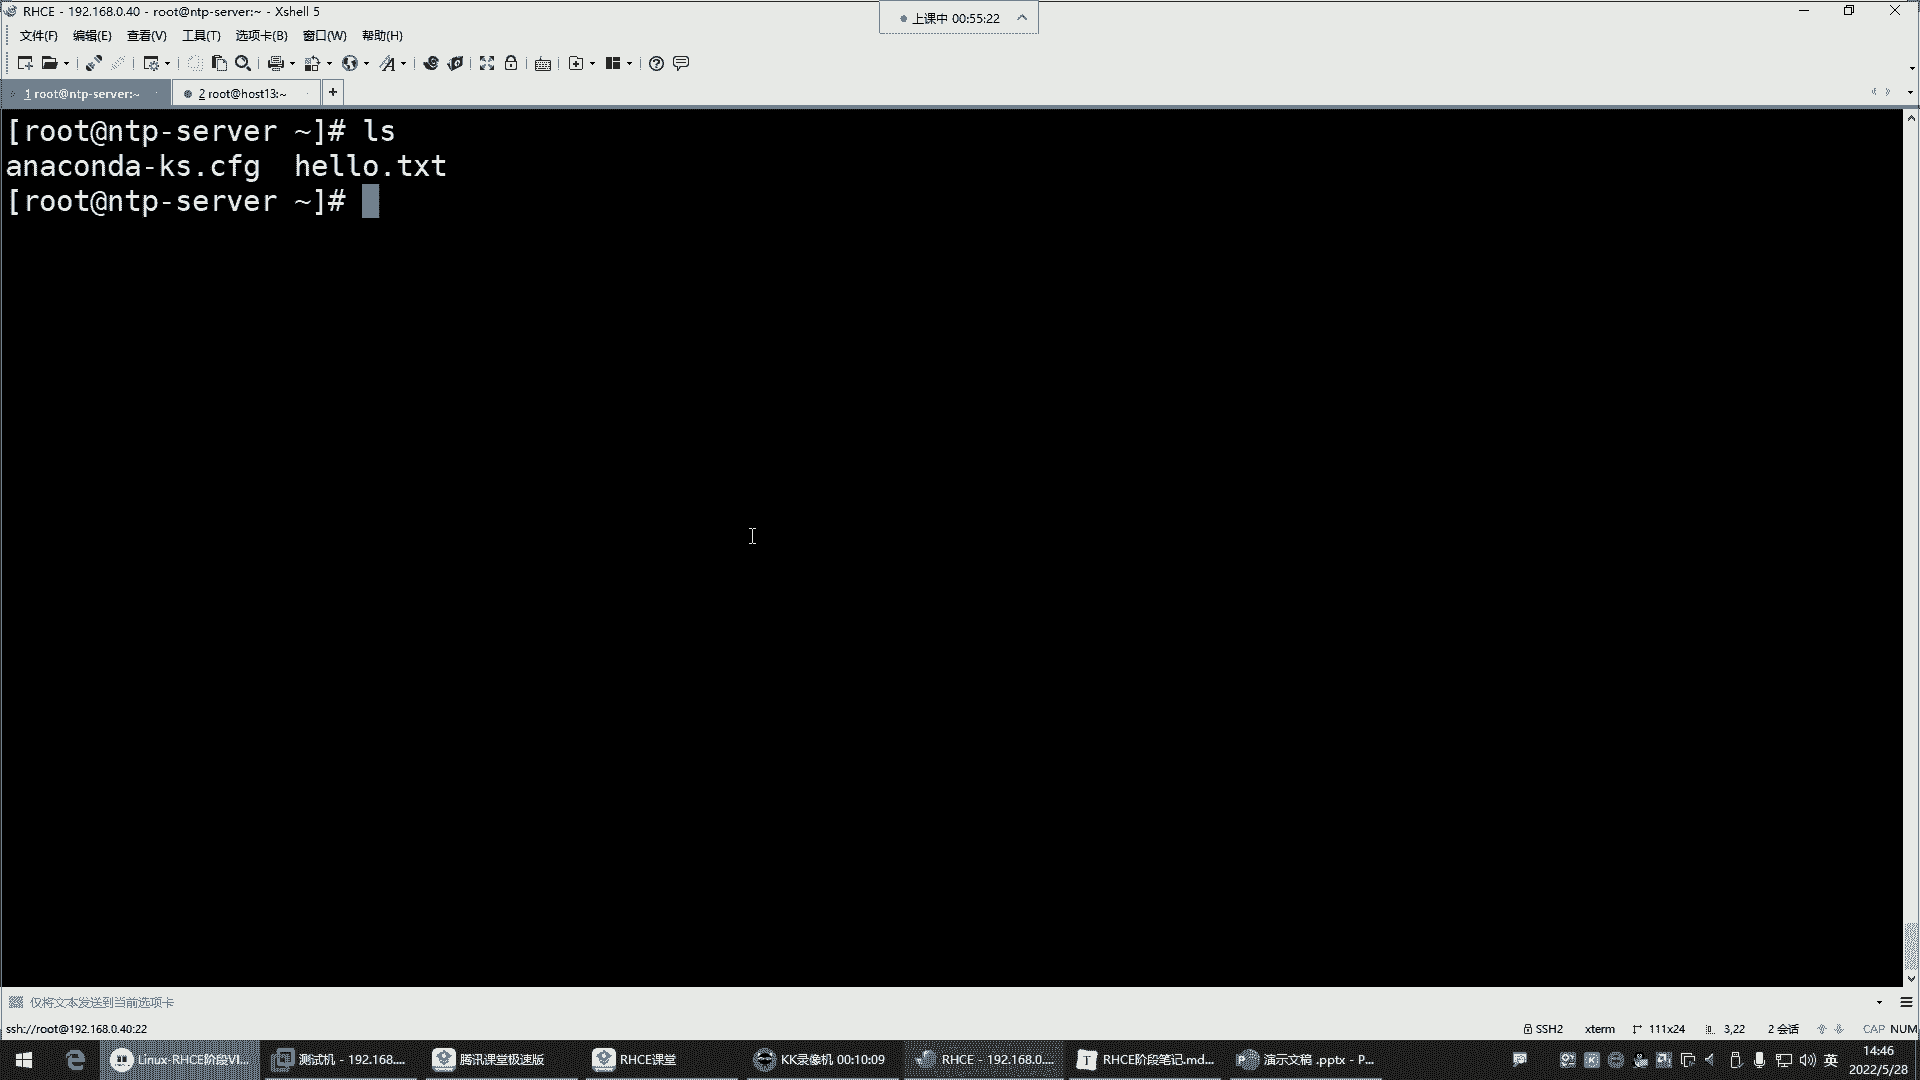 RHCE - 192.168.0.40 - root@ntp-server:~ - Xshell 5
上课中 00:55:22
文件(F) 编辑(E) 查看(V) 工具(T) 选项卡(B) 窗口(W) 帮助(H)
1 root@ntp-server:~ 2 root@host13:~ +
[root@ntp-server ~]# ls
anaconda-ks.cfg  hello.txt
[root@ntp-server ~]#
仅将文本发送到当前选项卡
ssh://root@192.168.0.40:22 SSH2 xterm 111x24 3,22 2 会话 CAP NUM
Linux-RHCE阶段VI... 测试机 - 192.168.... 腾讯课堂极速版 RHCE课堂 KK录像机 00:10:09 RHCE - 192.168.0.... RHCE阶段笔记.md... 演示文稿 .pptx - P... 英 14:46
2022/5/28